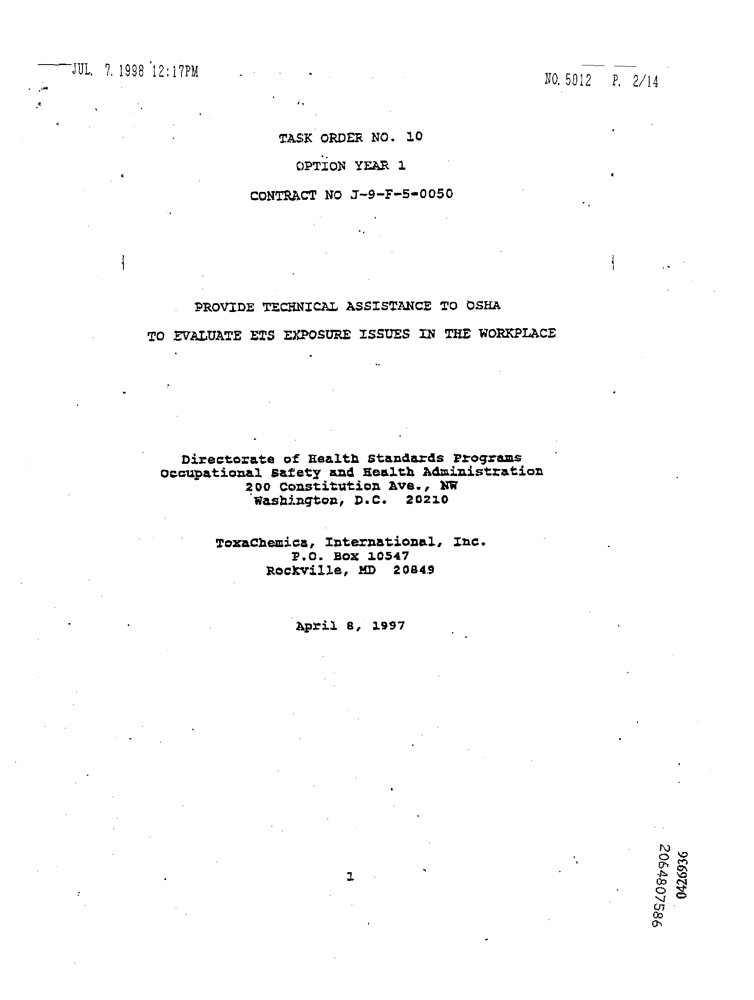 JUL. 7. 1998 12:17PM
NO. 5012 P. 2/14
TASK ORDER NO. 10
OPTION YEAR 1
CONTRACT NO J-9-F-5-0050
PROVIDE TECHNICAL ASSISTANCE TO OSHA
TO EVALUATE ETS EXPOSURE ISSUES IN THE WORKPLACE
Directorate of Health Standards Programs
Occupational Safety and Health Administration
200 Constitution Ave., NW
Washington, D.C. 20210
ToxaChemica, International, Inc.
P.O. Box 10547
Rockville, MD 20849
April 8, 1997
1
04269936
2064807586